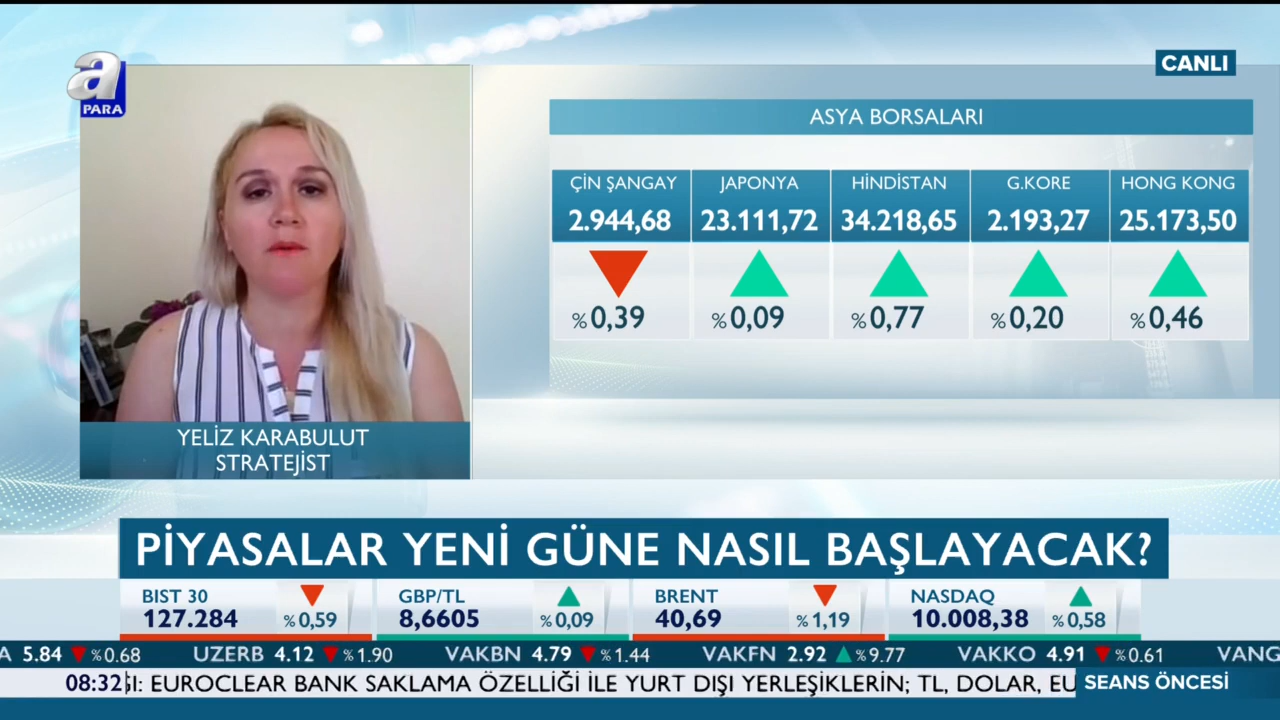 a
PARA
CANLI
ASYA BORSALARI
ÇİN ŞANGAY JAPONYA HİNDİSTAN G.KORE HONG KONG
2.944,68 23.111,72 34.218,65 2.193,27 25.173,50
%0,39 %0,09 %0,77 %0,20 %0,46
YELİZ KARABULUT
STRATEJİST
PİYASALAR YENİ GÜNE NASIL BAŞLAYACAK?
BIST 30 GBP/TL BRENT NASDAQ
127.284 %0,59 8,6605 %0,09 40,69 %1,19 10.008,38 %0,58
A 5.84 %0.68 UZERB 4.12 %1.90 VAKBN 4.79 %1.44 VAKFN 2.92 %9.77 VAKKO 4.91 %0.61 VANG
08:32 I: EUROCLEAR BANK SAKLAMA ÖZELLİĞİ İLE YURT DIŞI YERLEŞİKLERİN; TL, DOLAR, EU SEANS ÖNCESİ